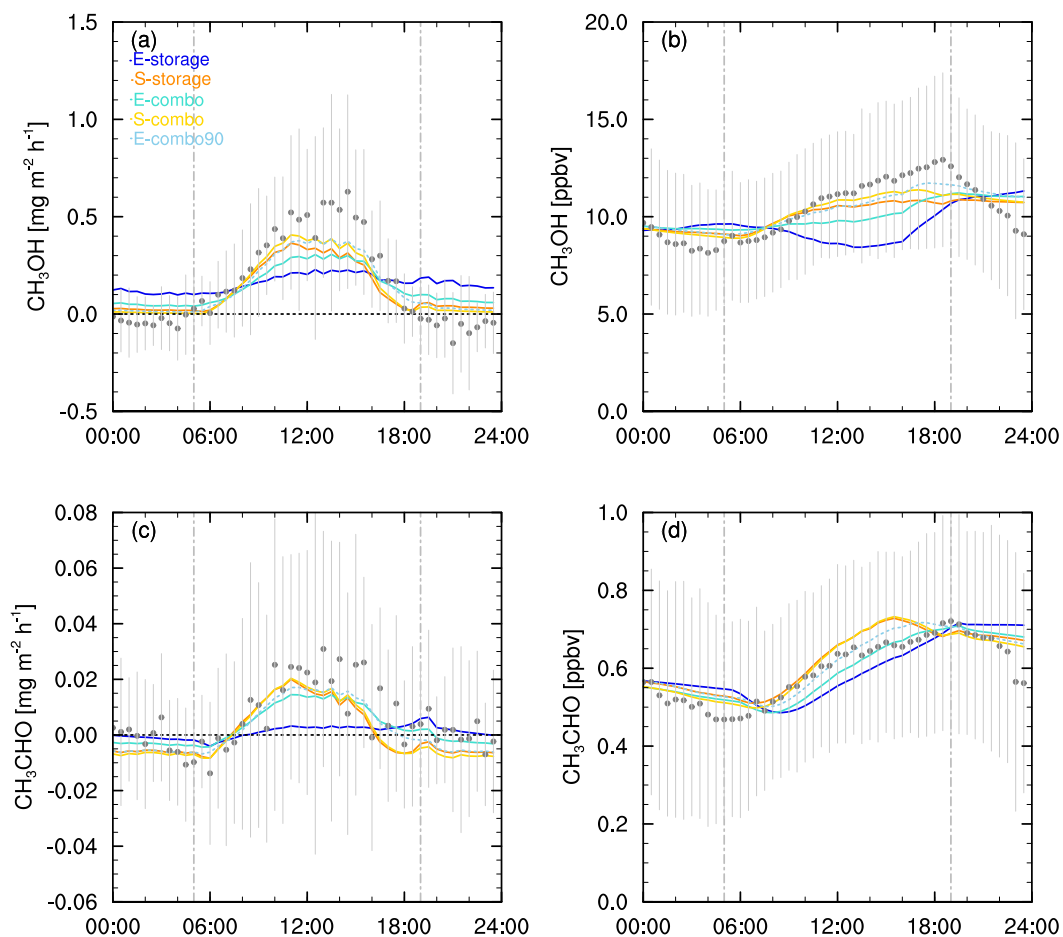 (a)
E-storage
S-storage
E-combo
S-combo
E-combo90
CH₃OH [mg m⁻² h⁻¹]
1.5
1.0
0.5
0.0
-0.5
00:00 06:00 12:00 18:00 24:00
(b)
CH₃OH [ppbv]
20.0
15.0
10.0
5.0
0.0
00:00 06:00 12:00 18:00 24:00
(c)
CH₃CHO [mg m⁻² h⁻¹]
0.08
0.06
0.04
0.02
0.00
-0.02
-0.04
-0.06
00:00 06:00 12:00 18:00 24:00
(d)
CH₃CHO [ppbv]
1.0
0.8
0.6
0.4
0.2
0.0
00:00 06:00 12:00 18:00 24:00